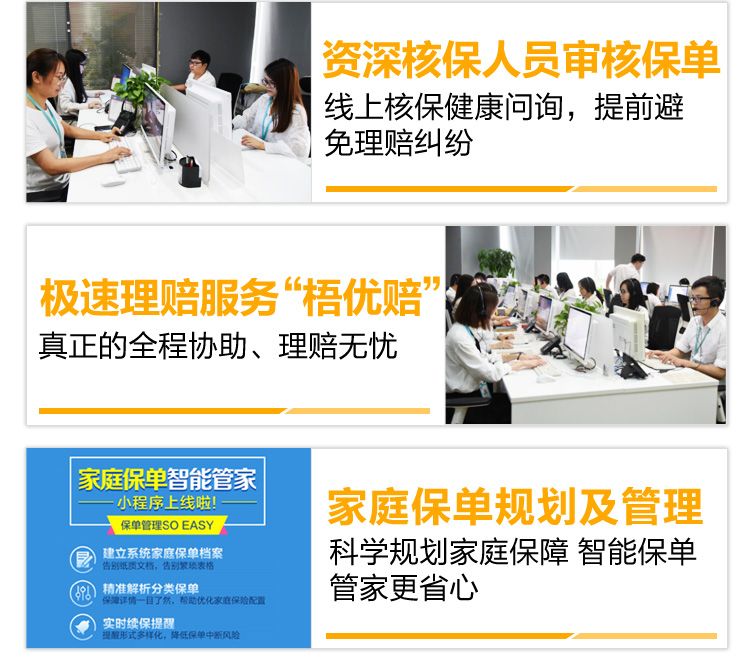 资深核保人员审核保单
线上核保健康问询，提前避
免理赔纠纷
极速理赔服务“梧优赔”
真正的全程协助、理赔无忧
家庭保单智能管家
小程序上线啦!
保单管理SO EASY
建立系统家庭保单档案
告别纸质文档，告别繁琐表格
精准解析分类保单
保障详情一目了然，帮助优化家庭保险配置
实时续保提醒
提醒形式多样化，降低保单中断风险
家庭保单规划及管理
科学规划家庭保障 智能保单
管家更省心